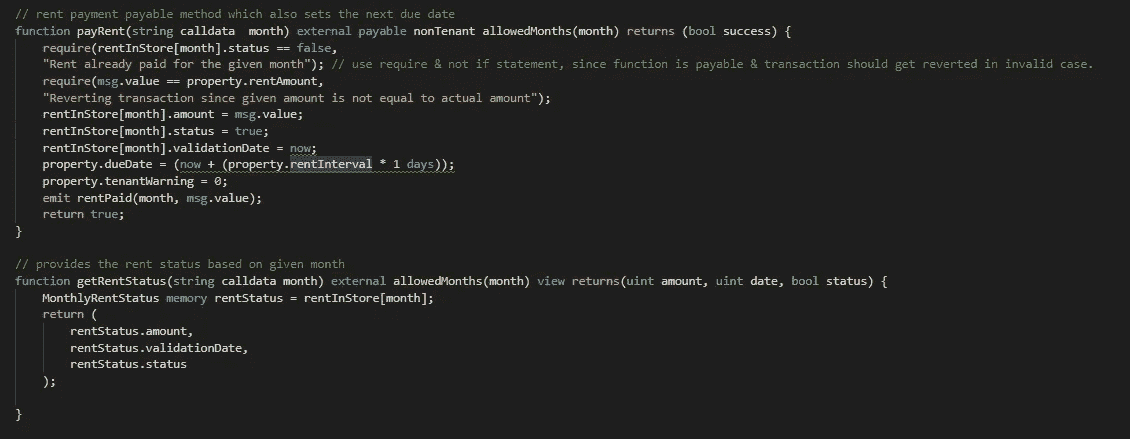 // rent payment payable method which also sets the next due date
function payRent(string calldata  month) external payable nonTenant allowedMonths(month) returns (bool success) {
    require(rentInStore[month].status == false,
    "Rent already paid for the given month"); // use require & not if statement, since function is payable & transaction should get reverted in invalid case.
    require(msg.value == property.rentAmount,
    "Reverting transaction since given amount is not equal to actual amount");
    rentInStore[month].amount = msg.value;
    rentInStore[month].status = true;
    rentInStore[month].validationDate = now;
    property.dueDate = (now + (property.rentInterval * 1 days));
    property.tenantWarning = 0;
    emit rentPaid(month, msg.value);
    return true;
}
// provides the rent status based on given month
function getRentStatus(string calldata month) external allowedMonths(month) view returns(uint amount, uint date, bool status) {
    MonthlyRentStatus memory rentStatus = rentInStore[month];
    return (
        rentStatus.amount,
        rentStatus.validationDate,
        rentStatus.status
    );
}